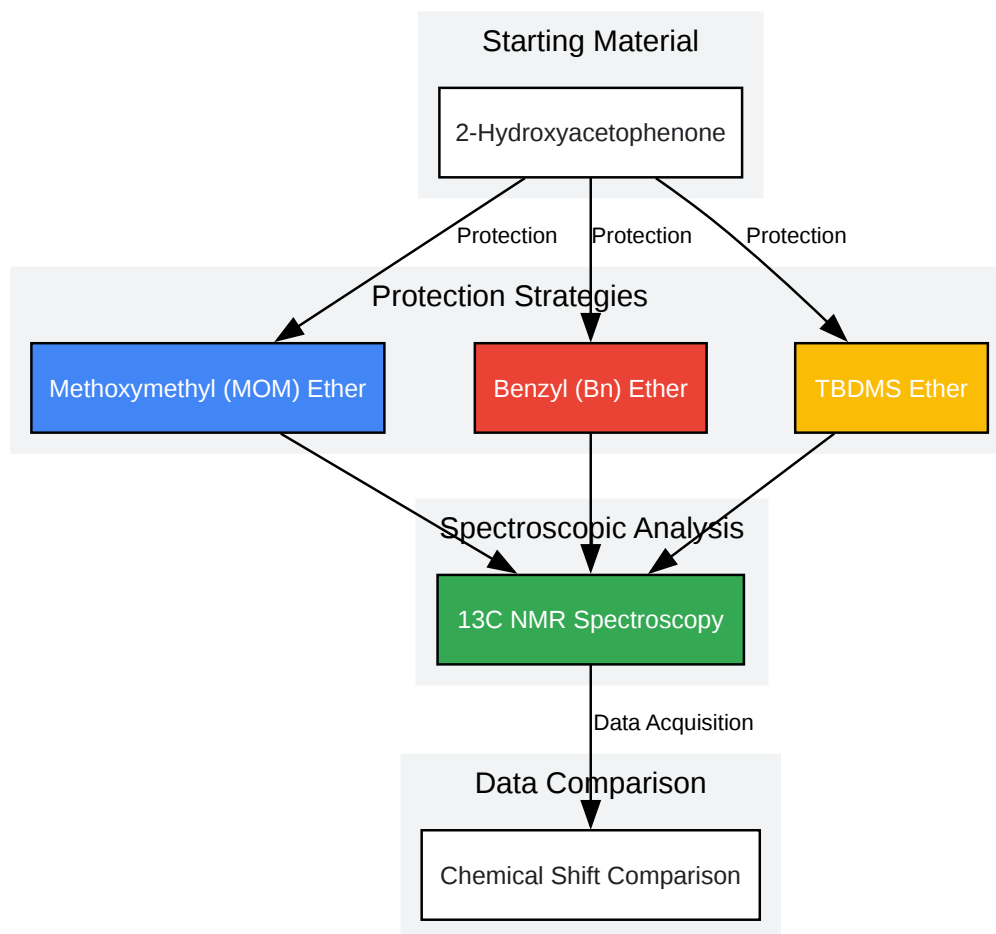 Starting Material
2-Hydroxyacetophenone
Protection
Protection
Protection
Protection Strategies
Methoxymethyl (MOM) Ether
Benzyl (Bn) Ether
TBDMS Ether
Spectroscopic Analysis
13C NMR Spectroscopy
Data Acquisition
Data Comparison
Chemical Shift Comparison